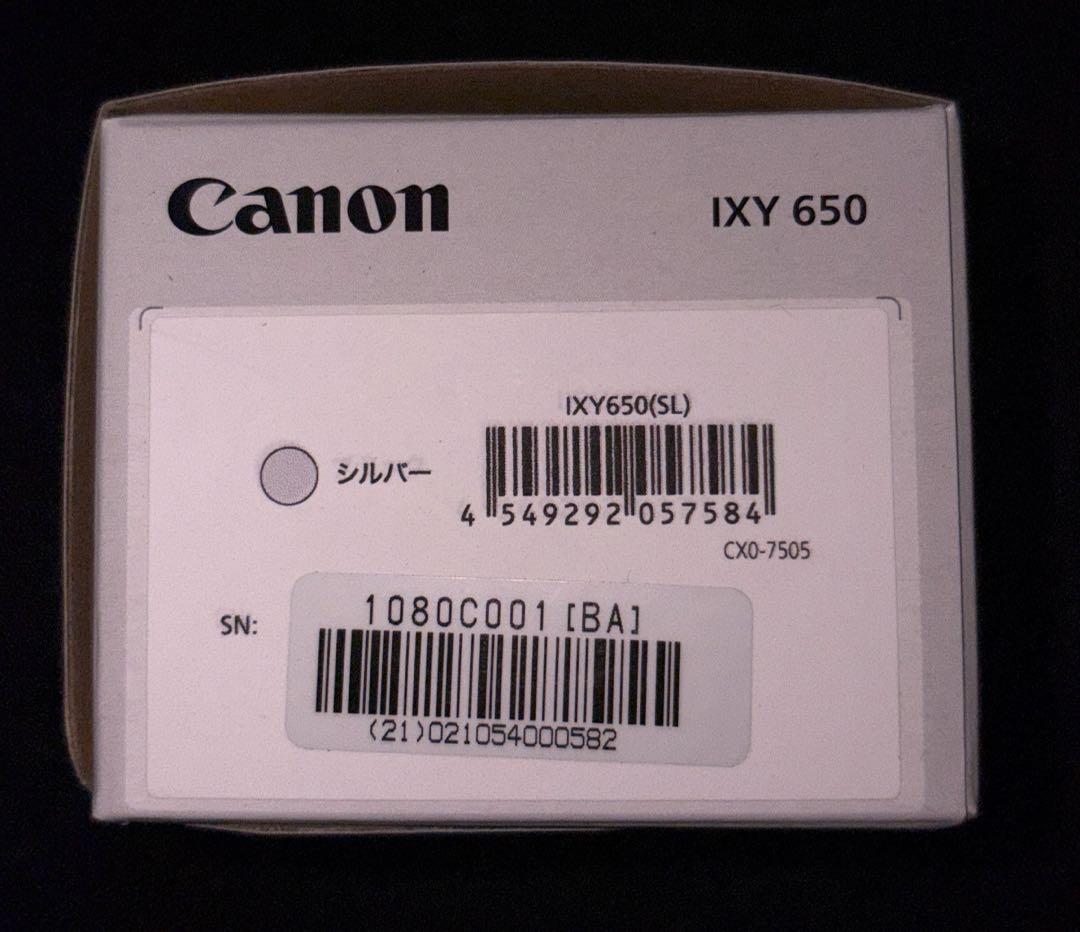 Canon
IXY 650
IXY650(SL)
シルバー
4 549292 057584
CX0-7505
SN:
1080C001 [BA]
(21)021054000582